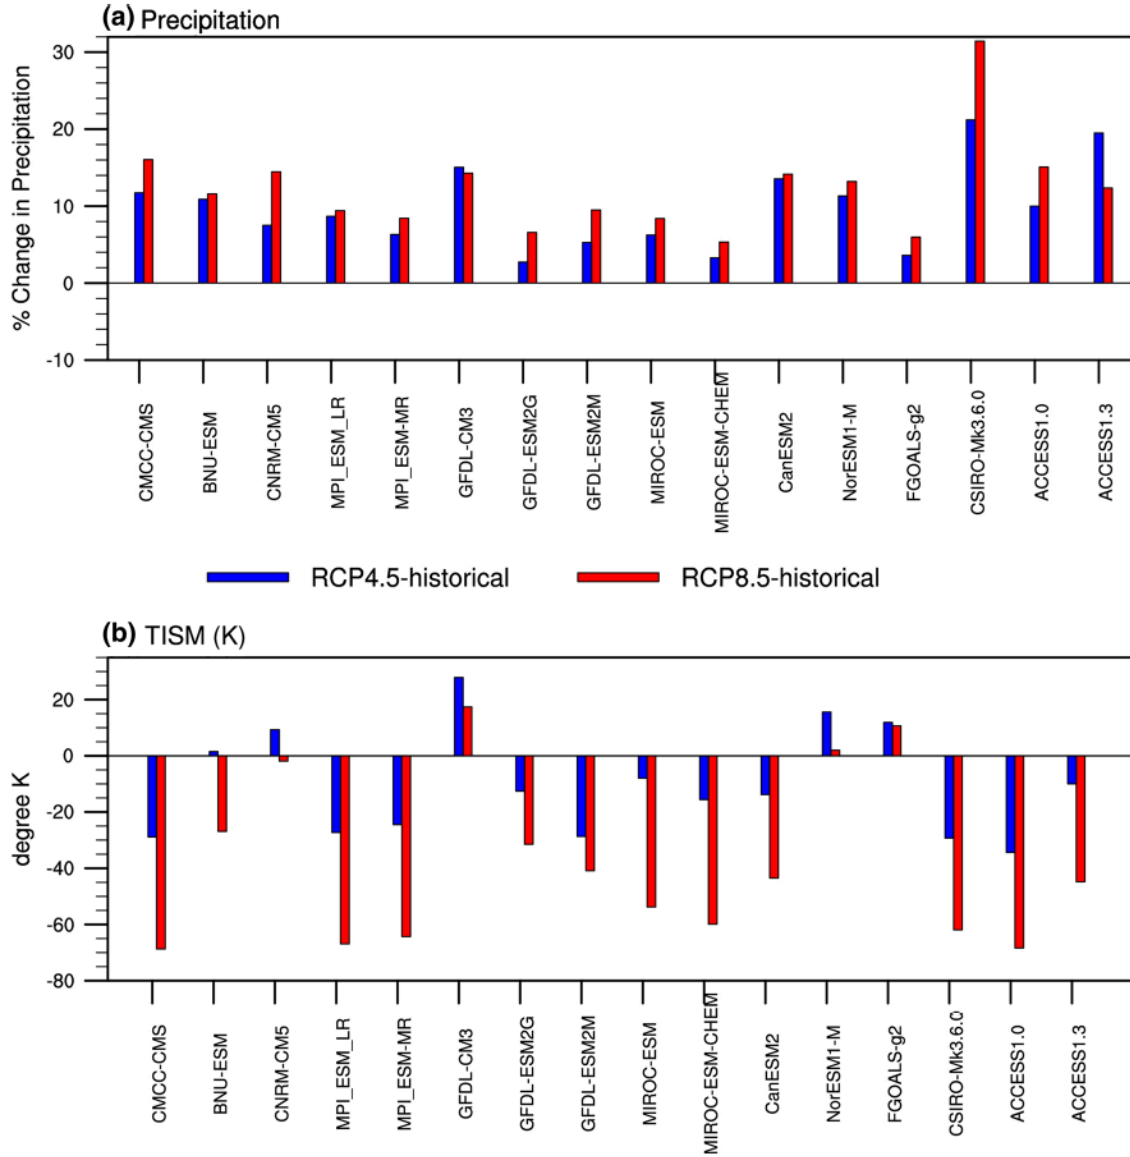 (a) Precipitation
% Change in Precipitation
30
20
10
0
-10
CMCC-CMS
BNU-ESM
CNRM-CM5
MPI_ESM_LR
MPI_ESM-MR
GFDL-CM3
GFDL-ESM2G
GFDL-ESM2M
MIROC-ESM
MIROC-ESM-CHEM
CanESM2
NorESM1-M
FGOALS-g2
CSIRO-Mk3.6.0
ACCESS1.0
ACCESS1.3
RCP4.5-historical RCP8.5-historical
(b) TISM (K)
degree K
20
0
-20
-40
-60
-80
CMCC-CMS
BNU-ESM
CNRM-CM5
MPI_ESM_LR
MPI_ESM-MR
GFDL-CM3
GFDL-ESM2G
GFDL-ESM2M
MIROC-ESM
MIROC-ESM-CHEM
CanESM2
NorESM1-M
FGOALS-g2
CSIRO-Mk3.6.0
ACCESS1.0
ACCESS1.3